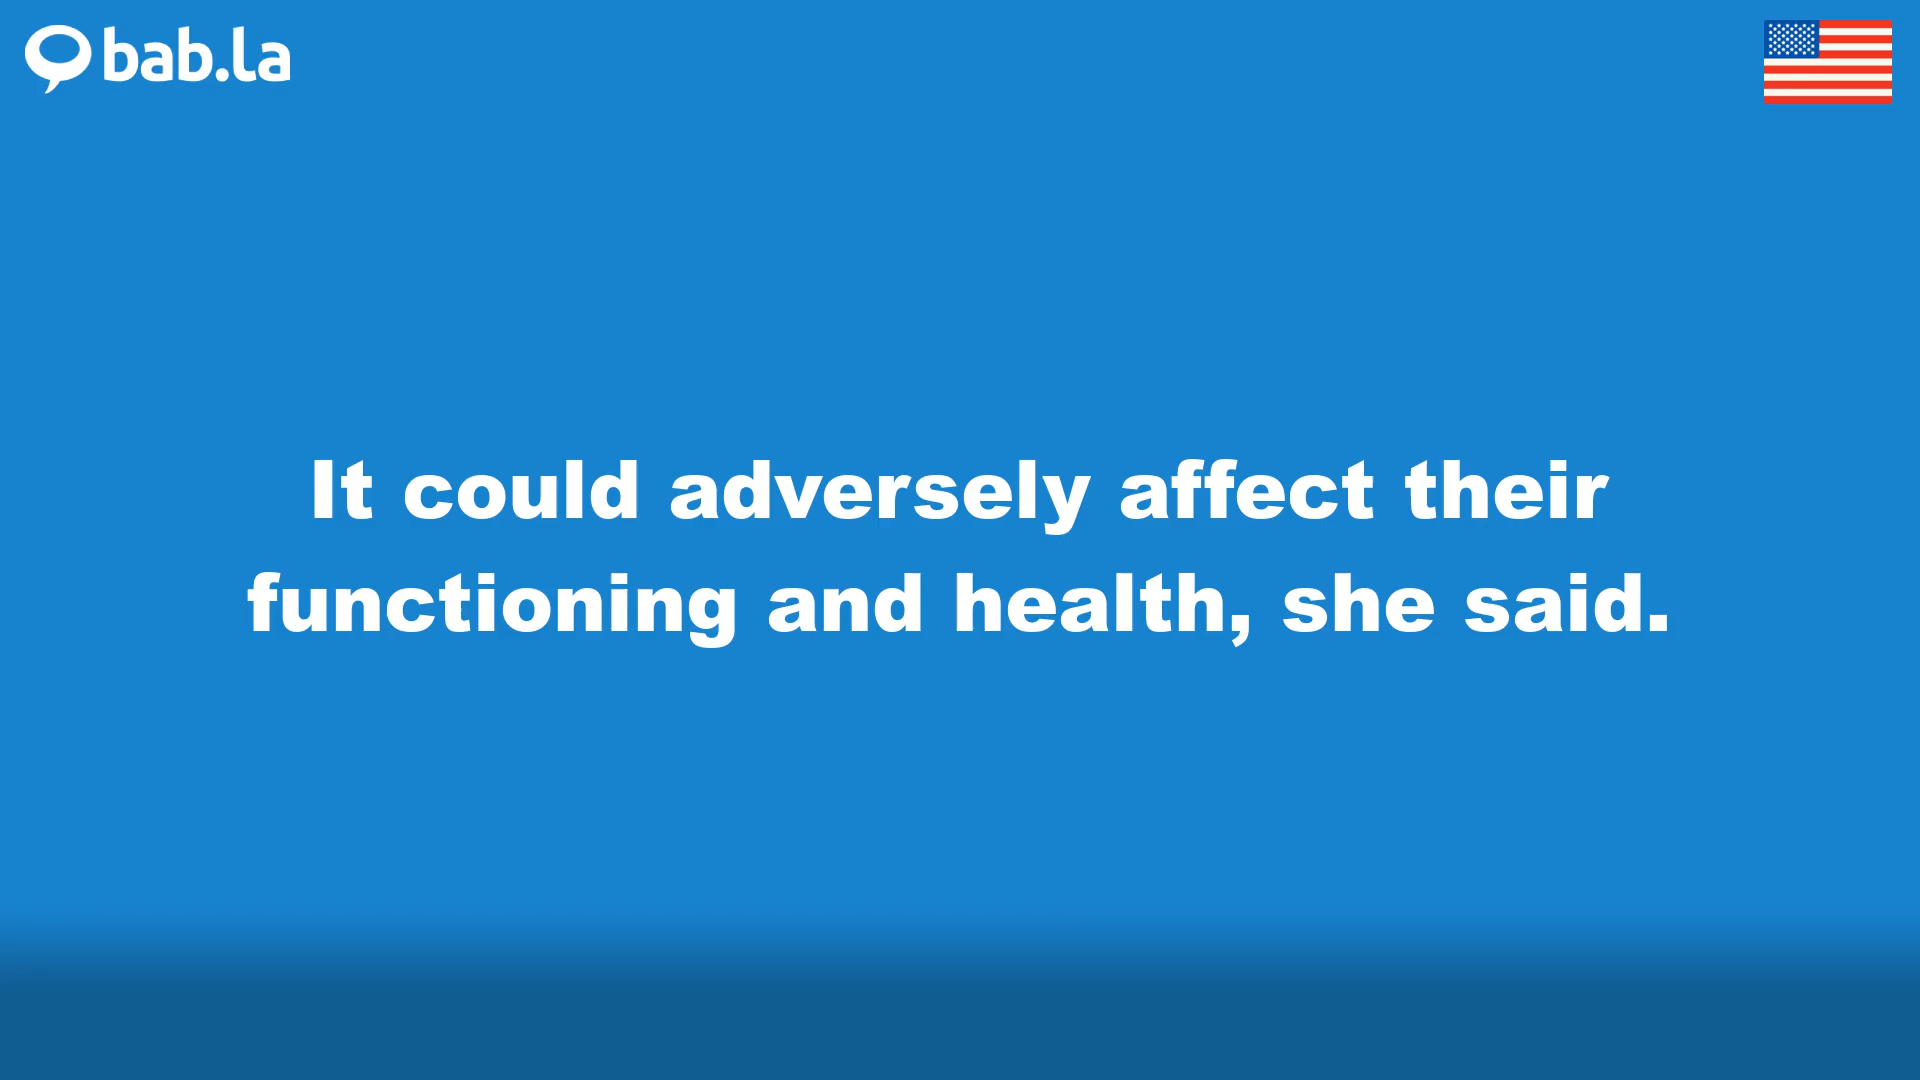 bab.la
It could adversely affect their
functioning and health, she said.